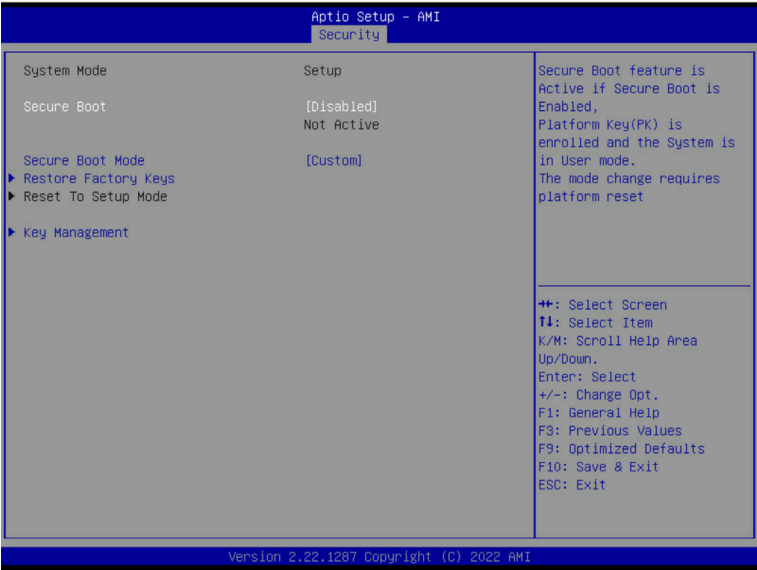 Aptio Setup - AMI
Security
System Mode Setup
Secure Boot [Disabled]
Not Active
Secure Boot Mode [Custom]
Restore Factory Keys
Reset To Setup Mode
Key Management
Secure Boot feature is
Active if Secure Boot is
Enabled,
Platform Key(PK) is
enrolled and the System is
in User mode.
The mode change requires
platform reset
→←: Select Screen
↑↓: Select Item
K/M: Scroll Help Area
Up/Down.
Enter: Select
+/-: Change Opt.
F1: General Help
F3: Previous Values
F9: Optimized Defaults
F10: Save & Exit
ESC: Exit
Version 2.22.1287 Copyright (C) 2022 AMI